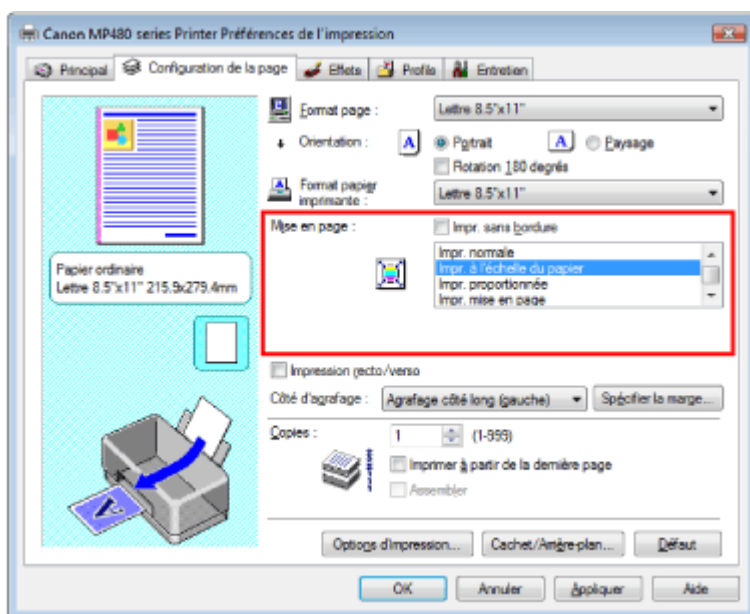 Canon MP480 series Printer Préférences de l'impression
Principal Configuration de la page Effets Profils Entretien
Format page : Lettre 8.5"x11"
Orientation : A Portrait A Paysage
Rotation 180 degrés
Format papier imprimante : Lettre 8.5"x11"
Mise en page : Impr. sans bordure
Impr. normale
Impr. à l'échelle du papier
Impr. proportionnée
Impr. mise en page
Papier ordinaire
Lettre 8.5"x11" 215.9x279.4mm
Impression recto/verso
Côté d'agrafage : Agrafage côté long (gauche) Spécifier la marge...
Copies : 1 (1-999)
Imprimer à partir de la dernière page
Assembler
Options d'impression... Cachet/Arrière-plan... Défaut
OK Annuler Appliquer Aide